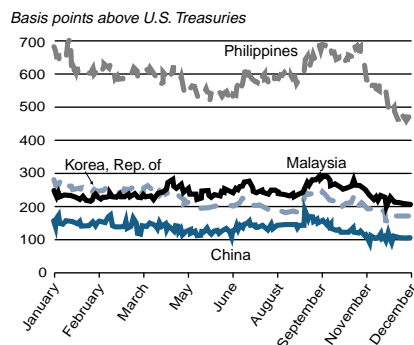 Basis points above U.S. Treasuries
700
Philippines
600
500
400
300
Korea, Rep. of
Malaysia
200
100
China
0
January
February
March
May
June
August
September
November
December